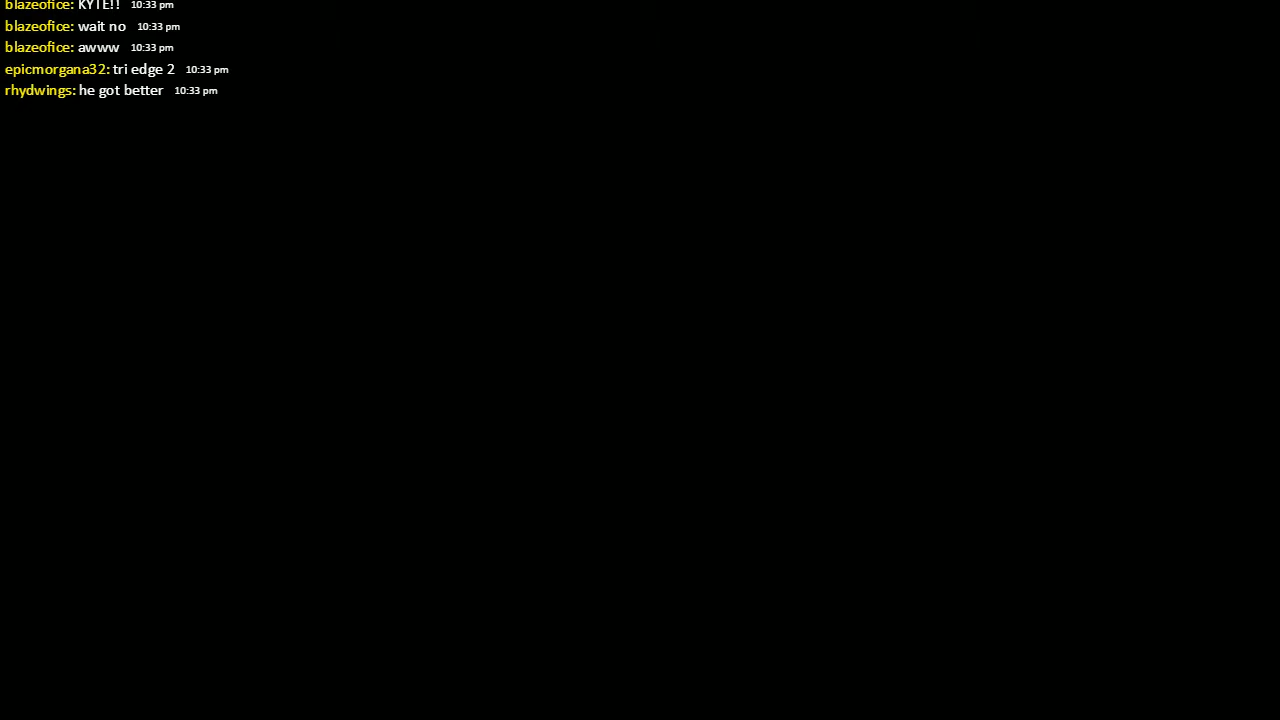 blazeofice: KYTE!! 10:33 pm
blazeofice: wait no 10:33 pm
blazeofice: awww 10:33 pm
epicmorgana32: tri edge 2 10:33 pm
rhydwings: he got better 10:33 pm